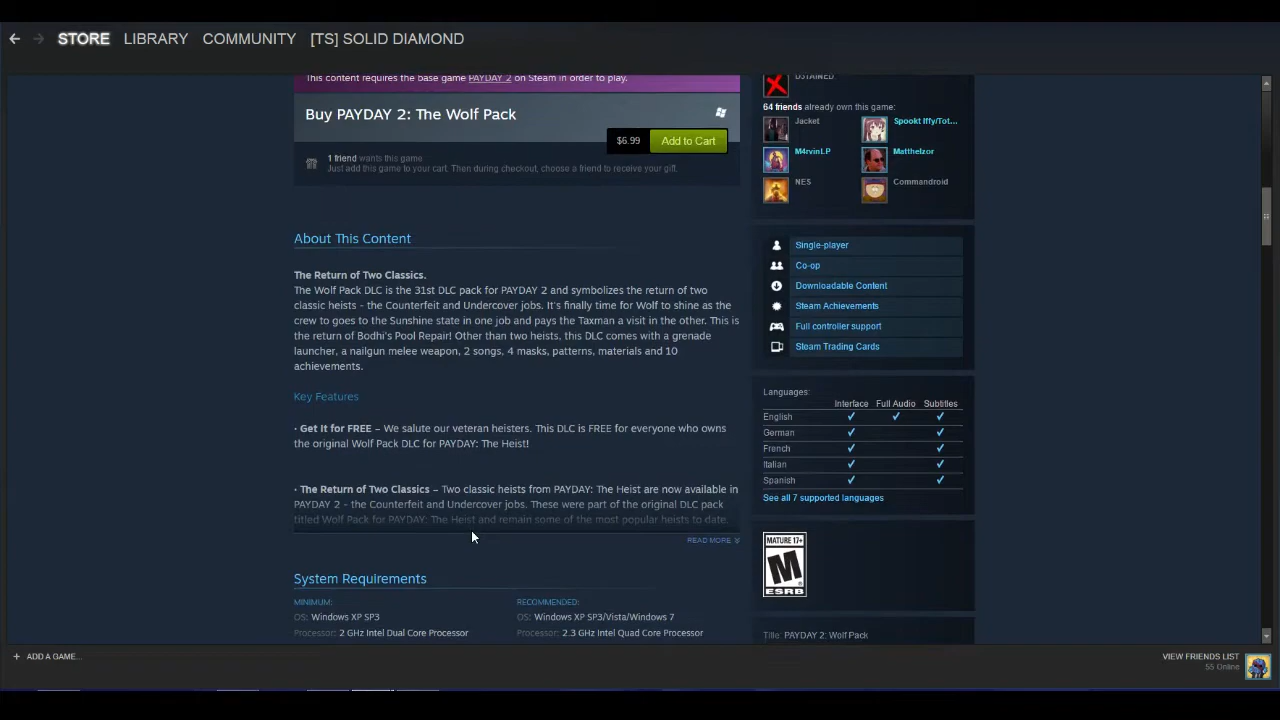 STORE LIBRARY COMMUNITY [TS] SOLID DIAMOND
This content requires the base game PAYDAY 2 on Steam in order to play.
Buy PAYDAY 2: The Wolf Pack
$6.99 Add to Cart
1 friend wants this game
Just add this game to your cart. Then during checkout, choose a friend to receive your gift.
About This Content
The Return of Two Classics.
The Wolf Pack DLC is the 31st DLC pack for PAYDAY 2 and symbolizes the return of two
classic heists - the Counterfeit and Undercover jobs. It's finally time for Wolf to shine as the
crew to goes to the Sunshine state in one job and pays the Taxman a visit in the other. This is
the return of Bodhi's Pool Repair! Other than two heists, this DLC comes with a grenade
launcher, a nailgun melee weapon, 2 songs, 4 masks, patterns, materials and 10
achievements.
Key Features
• Get It for FREE – We salute our veteran heisters. This DLC is FREE for everyone who owns
the original Wolf Pack DLC for PAYDAY: The Heist!
• The Return of Two Classics – Two classic heists from PAYDAY: The Heist are now available in
PAYDAY 2 - the Counterfeit and Undercover jobs. These were part of the original DLC pack
titled Wolf Pack for PAYDAY: The Heist and remain some of the most popular heists to date.
READ MORE
System Requirements
MINIMUM:
OS: Windows XP SP3
Processor: 2 GHz Intel Dual Core Processor
RECOMMENDED:
OS: Windows XP SP3/Vista/Windows 7
Processor: 2.3 GHz Intel Quad Core Processor
64 friends already own this game:
Jacket Spookt Iffy/Tot...
M4rvinLP Matthelzor
NES Commandroid
Single-player
Co-op
Downloadable Content
Steam Achievements
Full controller support
Steam Trading Cards
Languages:
Interface Full Audio Subtitles
English ✓ ✓ ✓
German ✓ ✓
French ✓ ✓
Italian ✓ ✓
Spanish ✓ ✓
See all 7 supported languages
MATURE 17+
M
ESRB
Title: PAYDAY 2: Wolf Pack
+ ADD A GAME...
VIEW FRIENDS LIST
55 Online